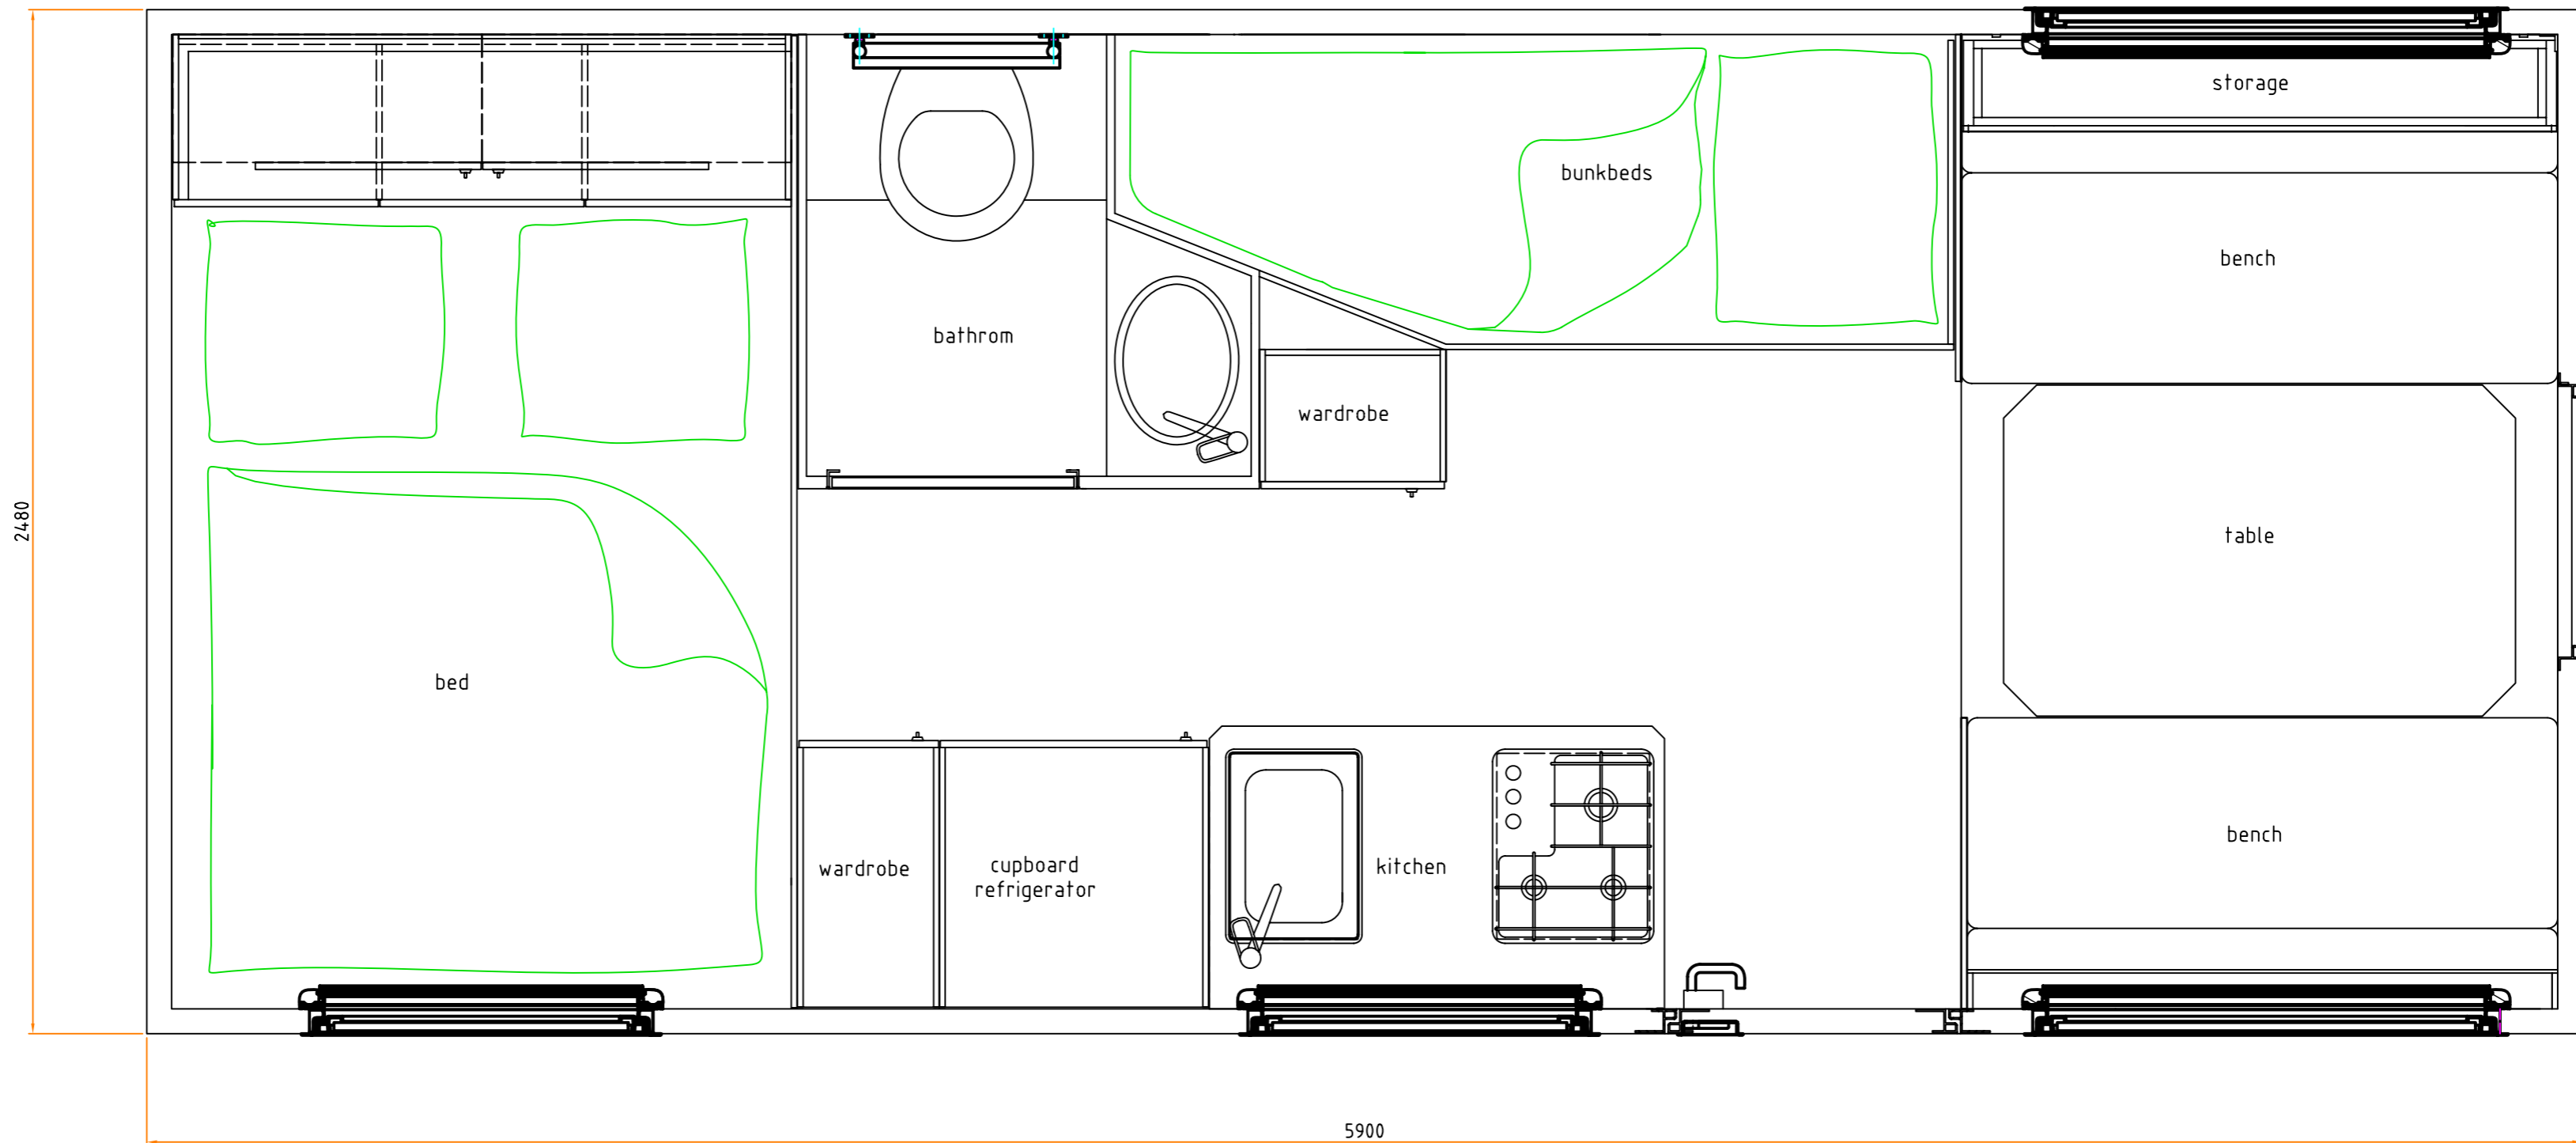 storage
bunkbeds
bench
bathrom
wardrobe
2480
table
bed
bench
wardrobe
cupboard
refrigerator
kitchen
5900